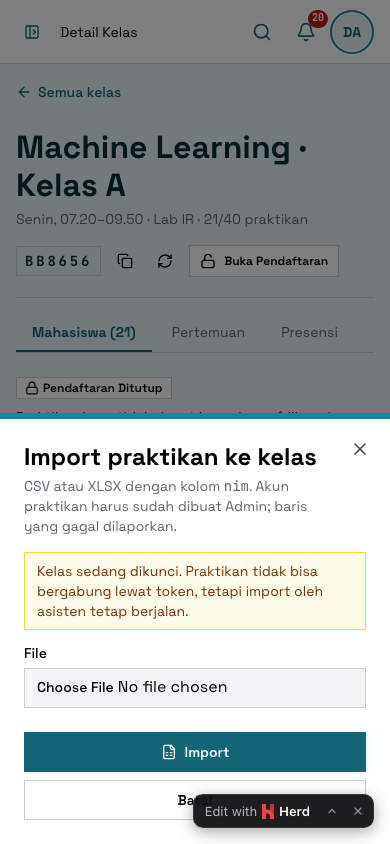 Detail Kelas
20
DA
Semua kelas
Machine Learning ·
Kelas A
Senin, 07.20–09.50 · Lab IR · 21/40 praktikan
BB8656
Buka Pendaftaran
Mahasiswa (21)
Pertemuan
Presensi
Pendaftaran Ditutup
Import praktikan ke kelas
CSV atau XLSX dengan kolom nim. Akun
praktikan harus sudah dibuat Admin; baris
yang gagal dilaporkan.
Kelas sedang dikunci. Praktikan tidak bisa
bergabung lewat token, tetapi import oleh
asisten tetap berjalan.
File
Choose File No file chosen
Import
Batal
Edit with Herd